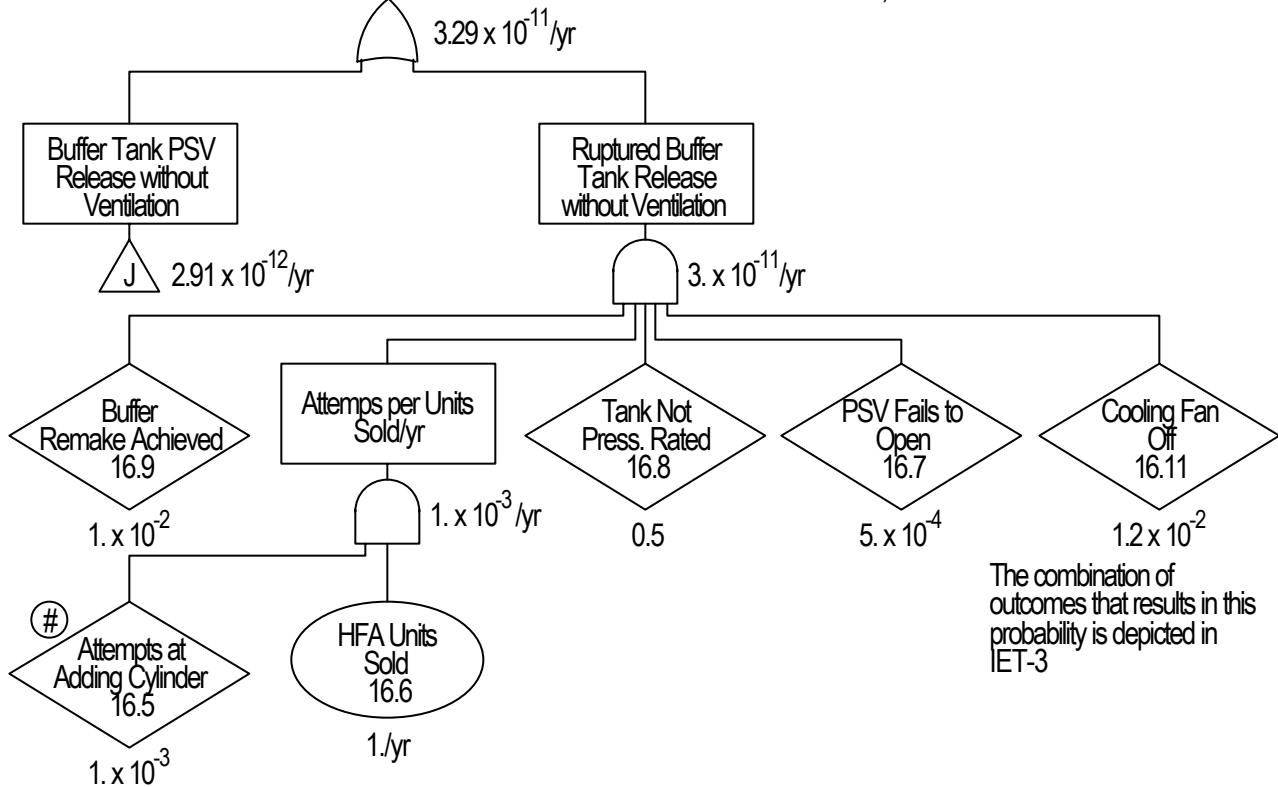 3.29 x 10^-11/yr
Buffer Tank PSV
Release without
Ventilation
Ruptured Buffer
Tank Release
without Ventilation
J
2.91 x 10^-12/yr
3. x 10^-11/yr
Buffer
Remake Achieved
16.9
1. x 10^-2
Attemps per Units
Sold/yr
1. x 10^-3 /yr
Tank Not
Press. Rated
16.8
0.5
PSV Fails to
Open
16.7
5. x 10^-4
Cooling Fan
Off
16.11
1.2 x 10^-2
The combination of
outcomes that results in this
probability is depicted in
IET-3
#
Attempts at
Adding Cylinder
16.5
1. x 10^-3
HFA Units
Sold
16.6
1./yr